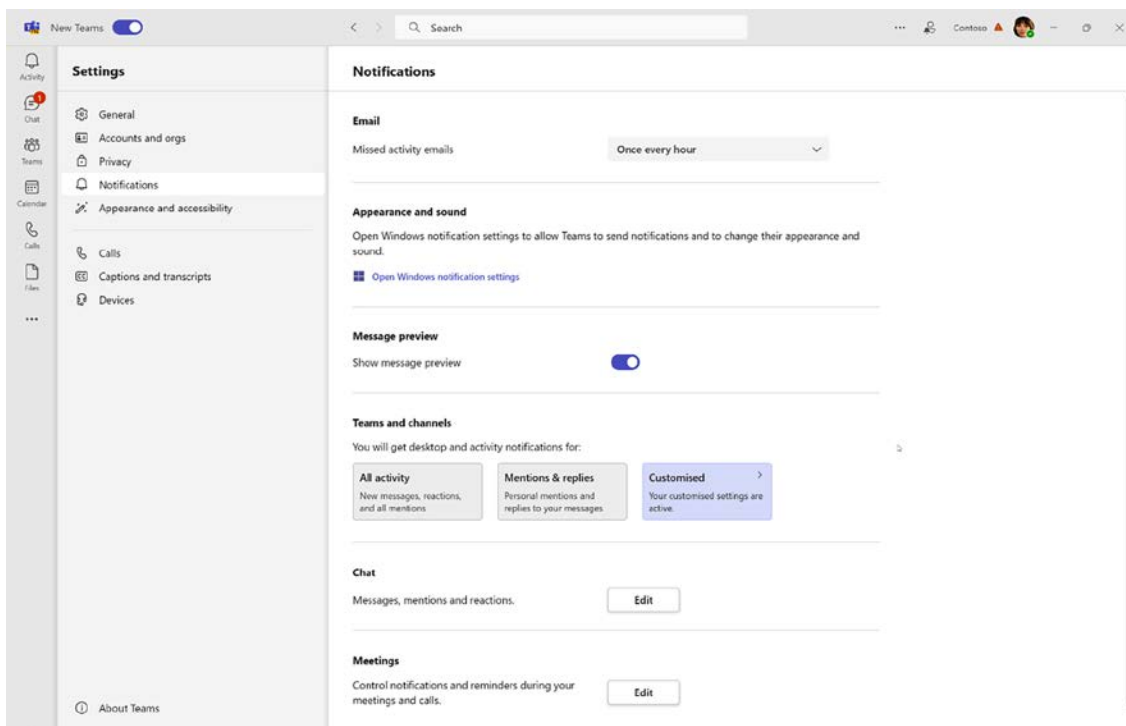 New Teams
Search
Contoso
Activity
1
Chat
Teams
Calendar
Calls
Files
Settings
General
Accounts and orgs
Privacy
Notifications
Appearance and accessibility
Calls
CC
Captions and transcripts
Devices
About Teams
Notifications
Email
Missed activity emails
Once every hour
Appearance and sound
Open Windows notification settings to allow Teams to send notifications and to change their appearance and
sound.
Open Windows notification settings
Message preview
Show message preview
Teams and channels
You will get desktop and activity notifications for:
All activity
New messages, reactions,
and all mentions
Mentions & replies
Personal mentions and
replies to your messages
Customised
Your customised settings are
active.
Chat
Messages, mentions and reactions.
Edit
Meetings
Control notifications and reminders during your
meetings and calls.
Edit